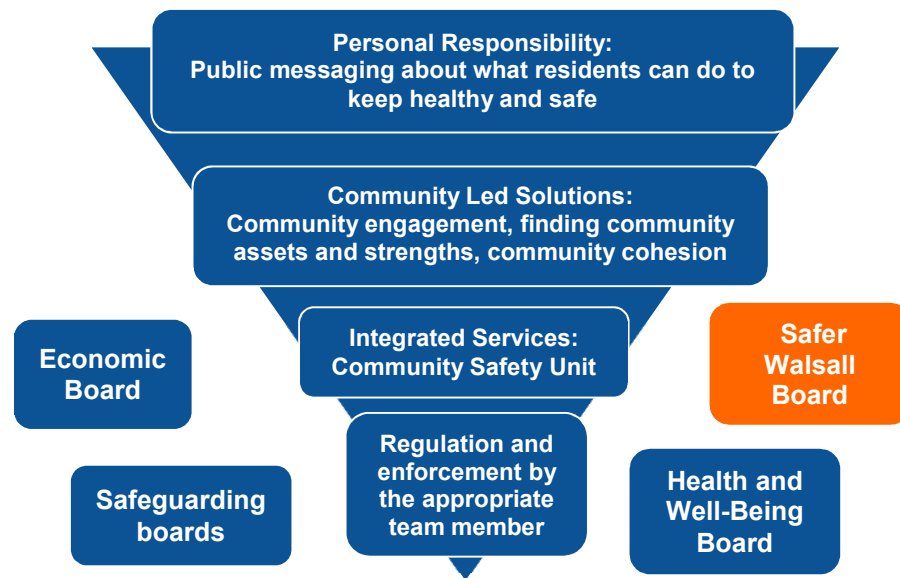 Personal Responsibility:
Public messaging about what residents can do to
keep healthy and safe
Community Led Solutions:
Community engagement, finding community
assets and strengths, community cohesion
Integrated Services:
Community Safety Unit
Economic
Board
Safer
Walsall
Board
Regulation and
enforcement by
the appropriate
team member
Safeguarding
boards
Health and
Well-Being
Board